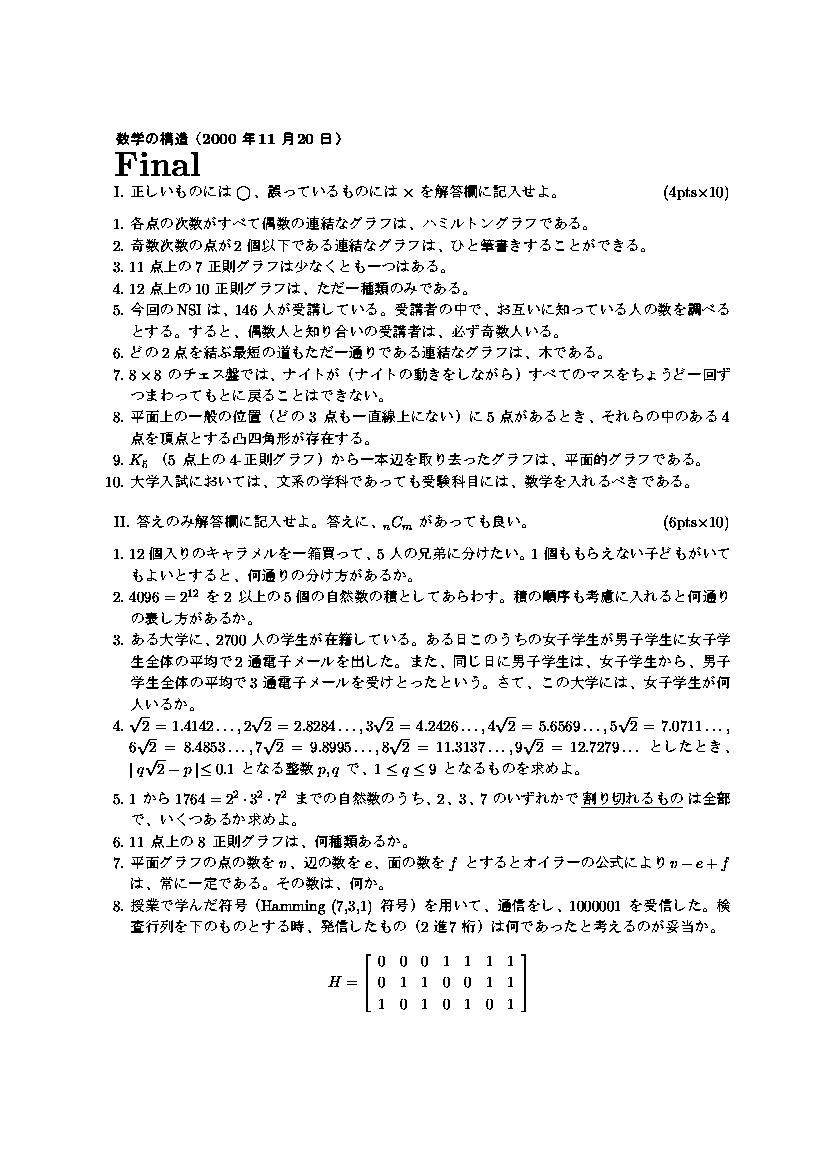 数学の構造（2000 年11 月20 日）
Final
I. 正しいものには ◯、誤っているものには × を解答欄に記入せよ。 (4pts×10)
1. 各点の次数がすべて偶数の連結なグラフは、ハミルトングラフである。
2. 奇数次数の点が2 個以下である連結なグラフは、ひと筆書きすることができる。
3. 11 点上の 7 正則グラフは少なくとも一つはある。
4. 12 点上の 10 正則グラフは、ただ一種類のみである。
5. 今回の NSI は、146 人が受講している。受講者の中で、お互いに知っている人の数を調べる
とする。すると、偶数人と知り合いの受講者は、必ず奇数人いる。
6. どの 2 点を結ぶ最短の道もただ一通りである連結なグラフは、木である。
7. 8 × 8 のチェス盤では、ナイトが（ナイトの動きをしながら）すべてのマスをちょうど一回ず
つまわってもとに戻ることはできない。
8. 平面上の一般の位置（どの 3 点も一直線上にない）に 5 点があるとき、それらの中のある 4
点を頂点とする凸四角形が存在する。
9. K₅ （5 点上の 4-正則グラフ）から一本辺を取り去ったグラフは、平面的グラフである。
10. 大学入試においては、文系の学科であっても受験科目には、数学を入れるべきである。
II. 答えのみ解答欄に記入せよ。答えに、ₙCₘ があっても良い。 (6pts×10)
1. 12 個入りのキャラメルを一箱買って、5 人の兄弟に分けたい。1 個ももらえない子どもがいて
もよいとすると、何通りの分け方があるか。
2. 4096 = 2¹² を 2 以上の 5 個の自然数の積としてあらわす。積の順序も考慮に入れると何通り
の表し方があるか。
3. ある大学に、2700 人の学生が在籍している。ある日このうちの女子学生が男子学生に女子学
生全体の平均で 2 通電子メールを出した。また、同じ日に男子学生は、女子学生から、男子
学生全体の平均で 3 通電子メールを受けとったという。さて、この大学には、女子学生が何
人いるか。
4. √2 = 1.4142 . . . , 2√2 = 2.8284 . . . , 3√2 = 4.2426 . . . , 4√2 = 5.6569 . . . , 5√2 = 7.0711 . . . ,
6√2 = 8.4853 . . . , 7√2 = 9.8995 . . . , 8√2 = 11.3137 . . . , 9√2 = 12.7279 . . . としたとき、
| q√2 − p |≤ 0.1 となる整数 p, q で、1 ≤ q ≤ 9 となるものを求めよ。
5. 1 から 1764 = 2² · 3² · 7² までの自然数のうち、2、3、7 のいずれかで 割り切れるもの は全部
で、いくつあるか求めよ。
6. 11 点上の 8 正則グラフは、何種類あるか。
7. 平面グラフの点の数を v、辺の数を e、面の数を f とするとオイラーの公式により v − e + f
は、常に一定である。その数は、何か。
8. 授業で学んだ符号（Hamming (7,3,1) 符号）を用いて、通信をし、1000001 を受信した。検
査行列を下のものとする時、発信したもの（2 進7 桁）は何であったと考えるのが妥当か。
0 0 0 1 1 1 1
H = 0 1 1 0 0 1 1
1 0 1 0 1 0 1